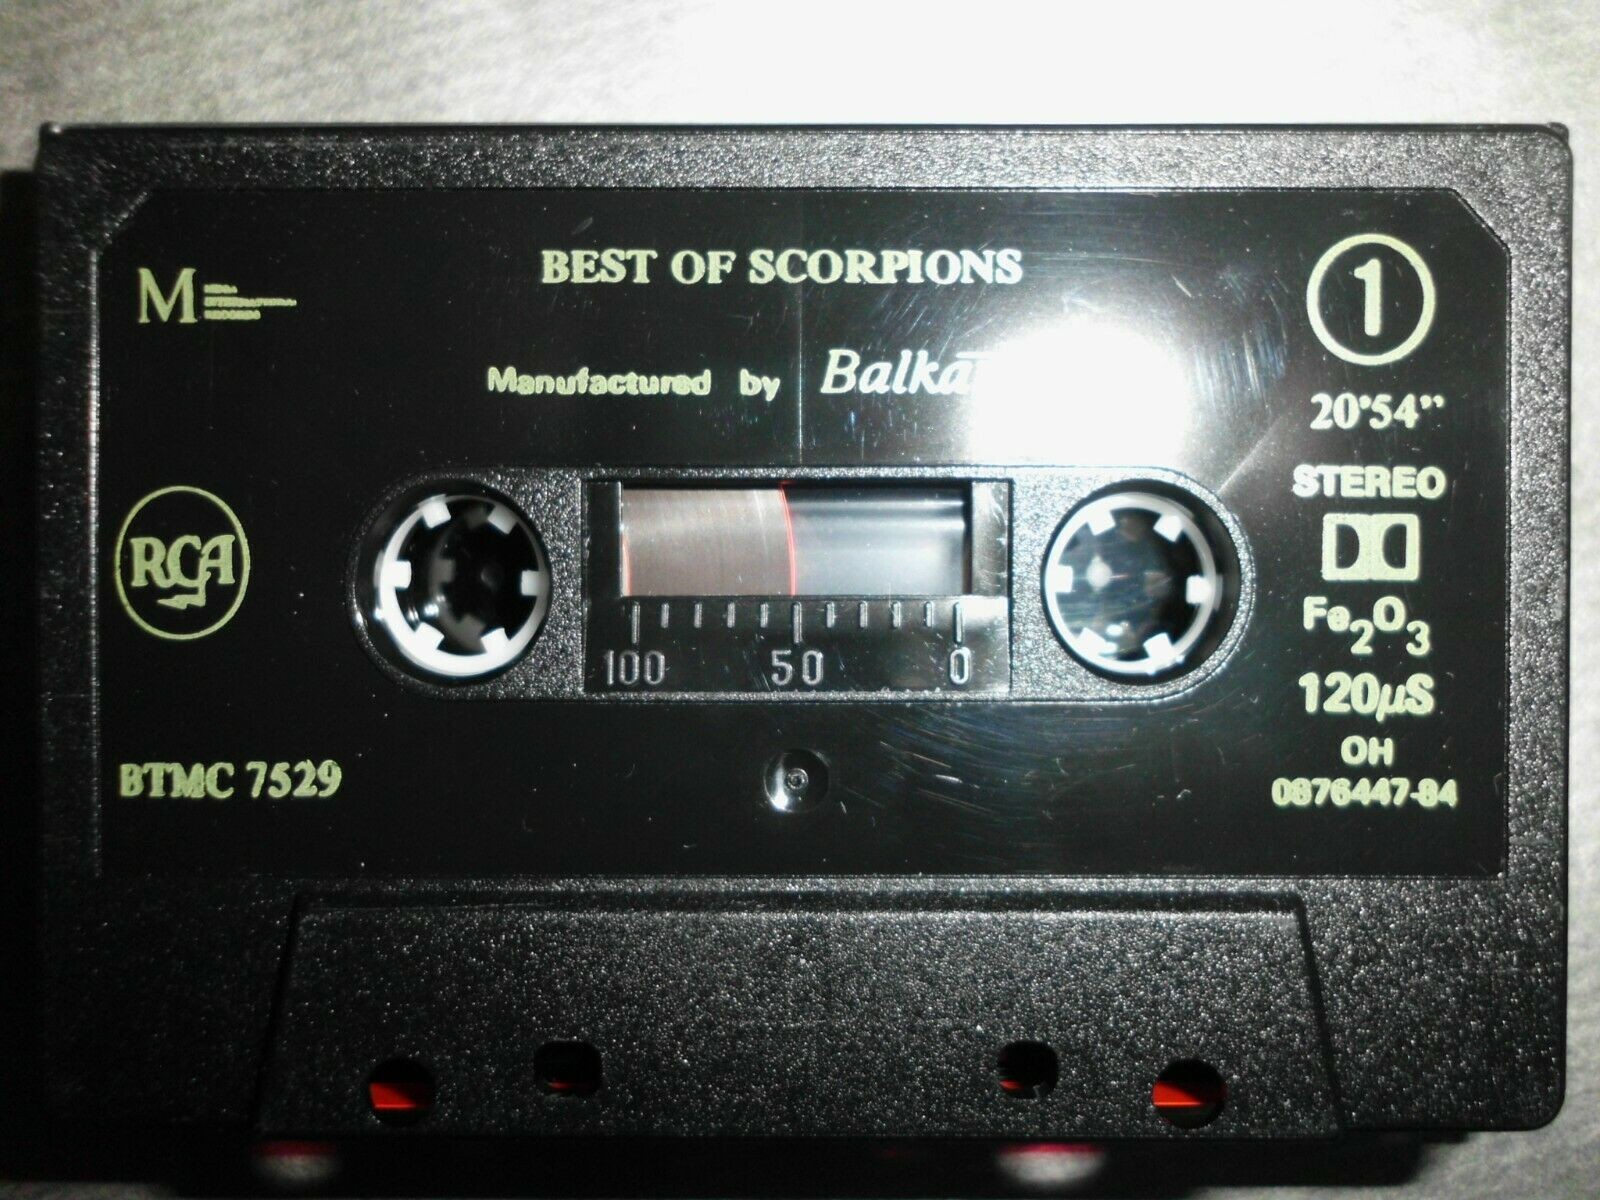 BEST OF SCORPIONS
M
Manufactured by
1
20'54"
STEREO
RCA
Fe2O3
120µS
100 50 0
OH
BTMC 7529
0876447-84